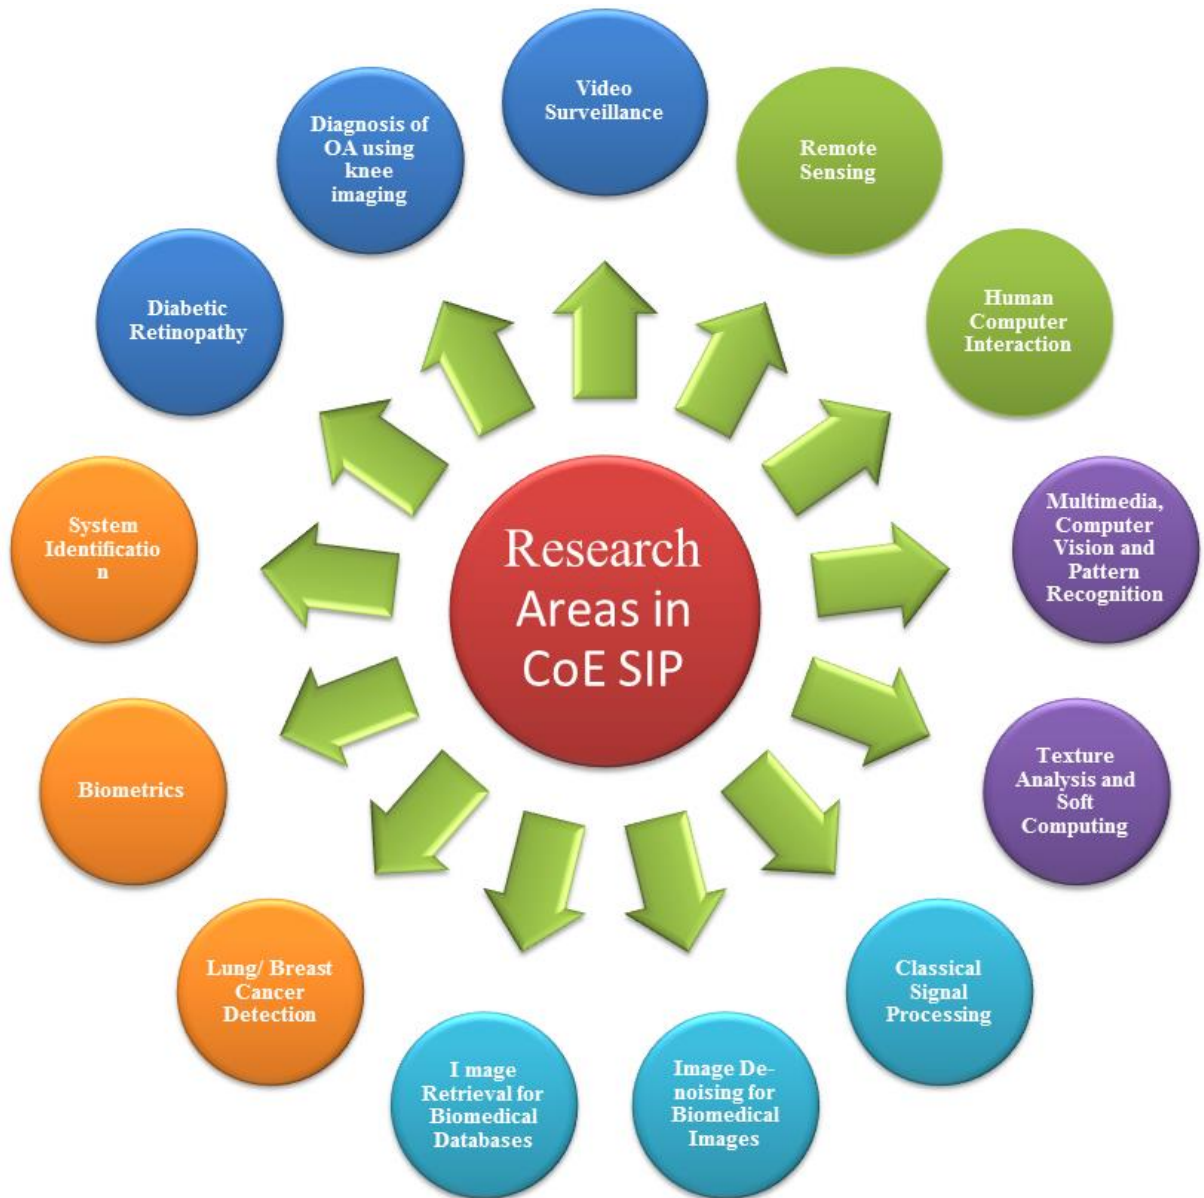 Video
Surveillance
Remote
Sensing
Human
Computer
Interaction
Multimedia,
Computer
Vision and
Pattern
Recognition
Texture
Analysis and
Soft
Computing
Classical
Signal
Processing
Image De-
noising for
Biomedical
Images
I mage
Retrieval for
Biomedical
Databases
Lung/ Breast
Cancer
Detection
Biometrics
System
Identificatio
n
Diabetic
Retinopathy
Diagnosis of
OA using
knee
imaging
Research
Areas in
CoE SIP